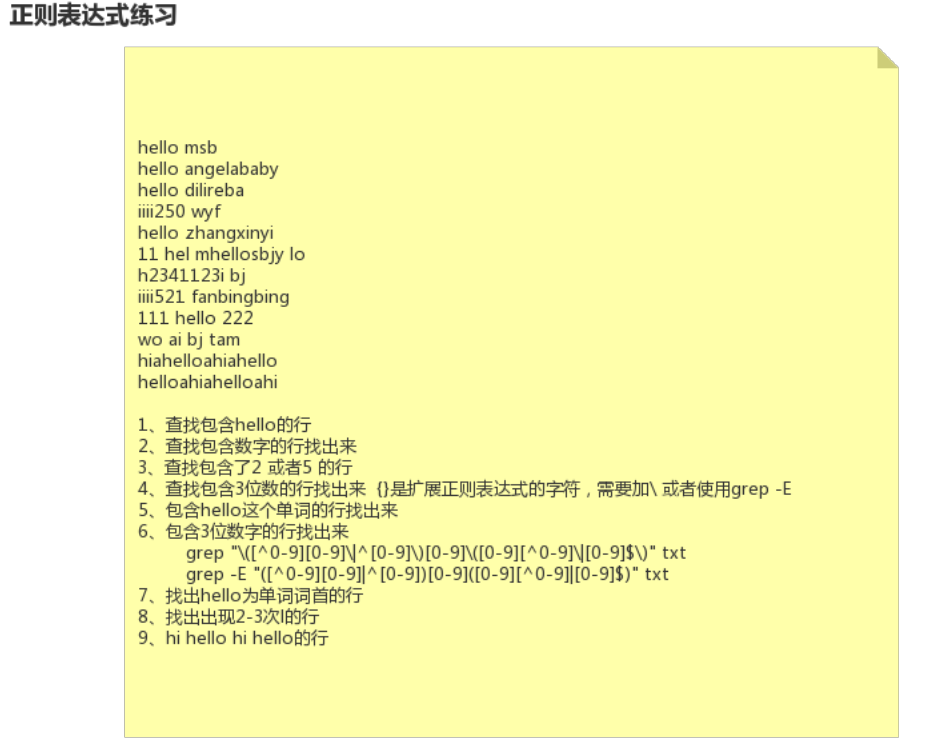 正则表达式练习
hello msb
hello angelababy
hello dilireba
iiii250 wyf
hello zhangxinyi
11 hel mhellosbjy lo
h2341123i bj
iiii521 fanbingbing
111 hello 222
wo ai bj tam
hiahelloahiahello
helloahiahelloahi
1、查找包含hello的行
2、查找包含数字的行找出来
3、查找包含了2 或者5 的行
4、查找包含3位数的行找出来 {}是扩展正则表达式的字符，需要加\ 或者使用grep -E
5、包含hello这个单词的行找出来
6、包含3位数字的行找出来
grep "\([^0-9][0-9]\|^[0-9]\)[0-9]\([0-9][^0-9]\|[0-9]$\)" txt
grep -E "([^0-9][0-9]|^[0-9])[0-9]([0-9][^0-9]|[0-9]$)" txt
7、找出hello为单词词首的行
8、找出出现2-3次l的行
9、hi hello hi hello的行